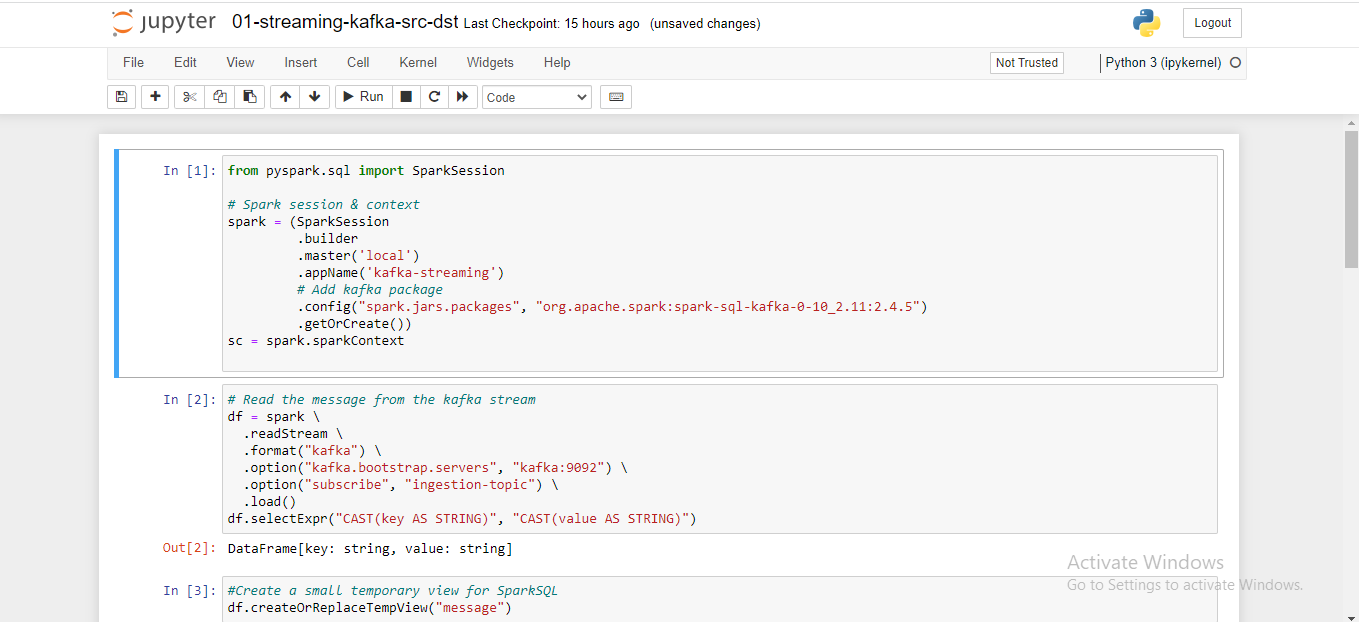 jupyter 01-streaming-kafka-src-dst Last Checkpoint: 15 hours ago (unsaved changes) Logout
File Edit View Insert Cell Kernel Widgets Help Not Trusted Python 3 (ipykernel)
Run Code
In [1]: from pyspark.sql import SparkSession
# Spark session & context
spark = (SparkSession
.builder
.master('local')
.appName('kafka-streaming')
# Add kafka package
.config("spark.jars.packages", "org.apache.spark:spark-sql-kafka-0-10_2.11:2.4.5")
.getOrCreate())
sc = spark.sparkContext
In [2]: # Read the message from the kafka stream
df = spark \
.readStream \
.format("kafka") \
.option("kafka.bootstrap.servers", "kafka:9092") \
.option("subscribe", "ingestion-topic") \
.load()
df.selectExpr("CAST(key AS STRING)", "CAST(value AS STRING)")
Out[2]: DataFrame[key: string, value: string]
Activate Windows
Go to Settings to activate Windows.
In [3]: #Create a small temporary view for SparkSQL
df.createOrReplaceTempView("message")